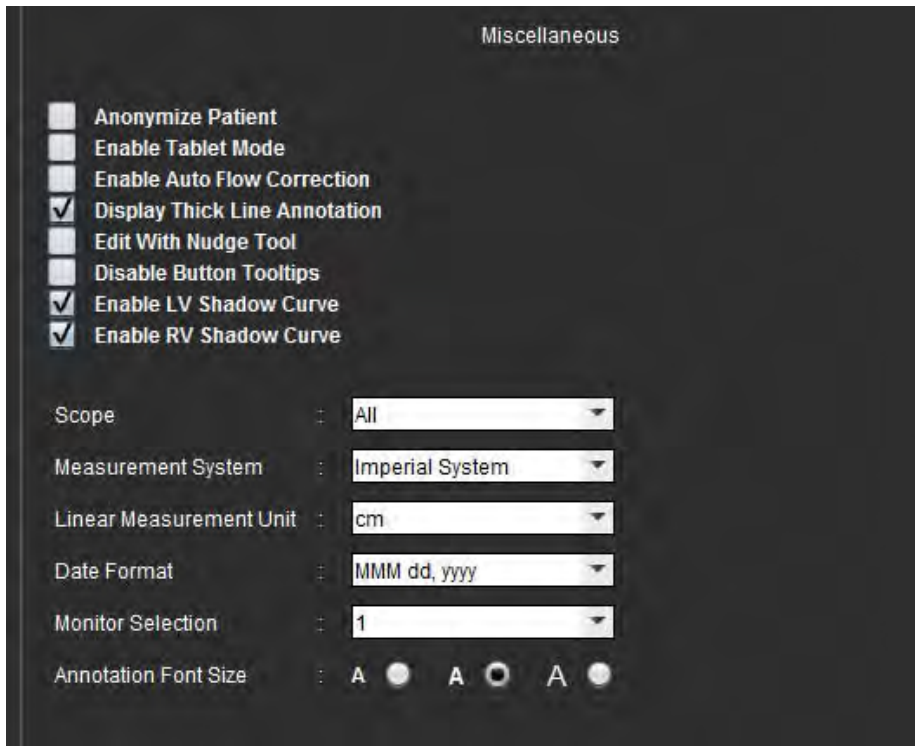 Miscellaneous
Anonymize Patient
Enable Tablet Mode
Enable Auto Flow Correction
Display Thick Line Annotation
Edit With Nudge Tool
Disable Button Tooltips
Enable LV Shadow Curve
Enable RV Shadow Curve
Scope : All
Measurement System : Imperial System
Linear Measurement Unit : cm
Date Format : MMM dd, yyyy
Monitor Selection : 1
Annotation Font Size : A A A